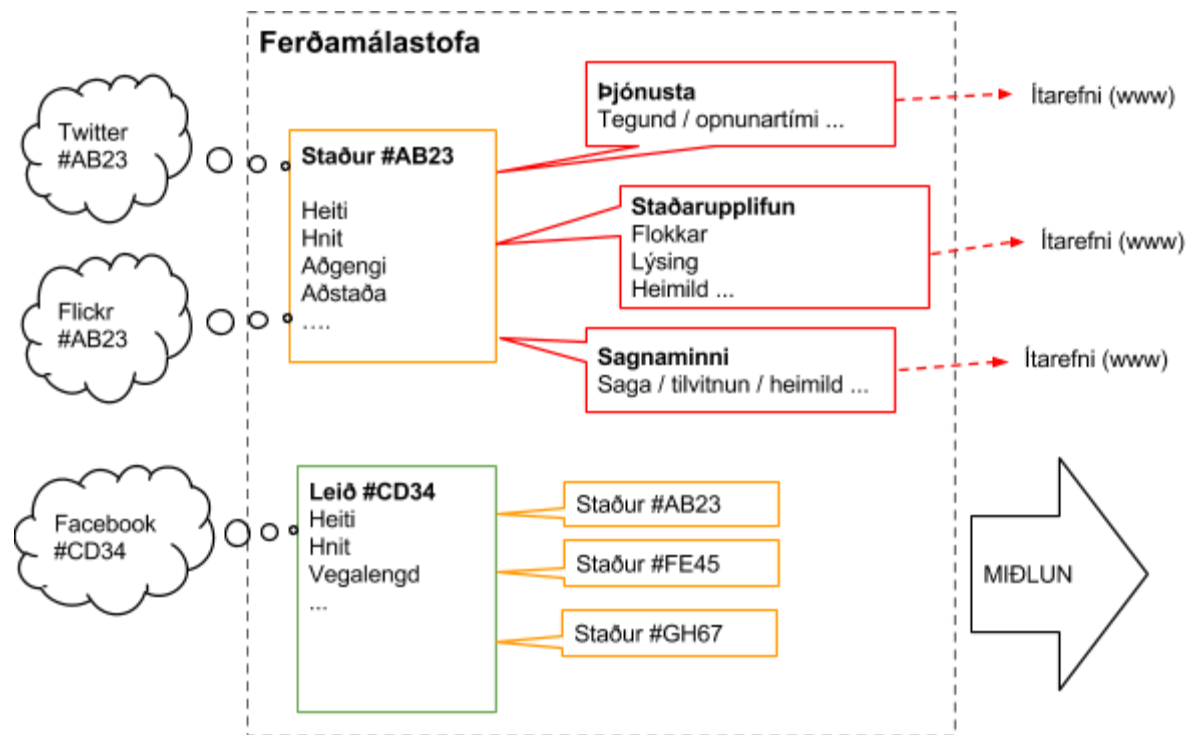 Ferðamálastofa
Twitter
#AB23
Flickr
#AB23
Staður #AB23
Heiti
Hnit
Aðgengi
Aðstaða
....
Þjónusta
Tegund / opnunartími ...
Ítarefni (www)
Staðarupplifun
Flokkar
Lýsing
Heimild ...
Ítarefni (www)
Sagnaminni
Saga / tilvitnun / heimild ...
Ítarefni (www)
Facebook
#CD34
Leið #CD34
Heiti
Hnit
Vegalengd
...
Staður #AB23
Staður #FE45
Staður #GH67
MIÐLUN